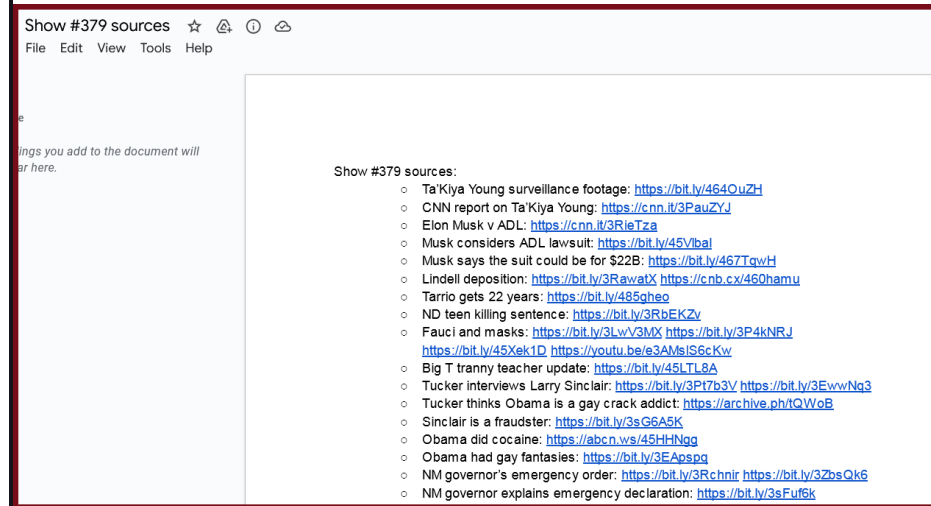 Show #379 sources
File Edit View Tools Help
e
ings you add to the document will
ar here.
Show #379 sources:
○ Ta'Kiya Young surveillance footage: https://bit.ly/464OuZH
○ CNN report on Ta'Kiya Young: https://cnn.it/3PauZYJ
○ Elon Musk v ADL: https://cnn.it/3RieTza
○ Musk considers ADL lawsuit: https://bit.ly/45Vlbal
○ Musk says the suit could be for $22B: https://bit.ly/467TqwH
○ Lindell deposition: https://bit.ly/3RawatX https://cnb.cx/460hamu
○ Tarrio gets 22 years: https://bit.ly/485gheo
○ ND teen killing sentence: https://bit.ly/3RbEKZv
○ Fauci and masks: https://bit.ly/3LwV3MX https://bit.ly/3P4kNRJ
https://bit.ly/45Xek1D https://youtu.be/e3AMslS6cKw
○ Big T tranny teacher update: https://bit.ly/45LTL8A
○ Tucker interviews Larry Sinclair: https://bit.ly/3Pt7b3V https://bit.ly/3EwwNq3
○ Tucker thinks Obama is a gay crack addict: https://archive.ph/tQWoB
○ Sinclair is a fraudster: https://bit.ly/3sG6A5K
○ Obama did cocaine: https://abcn.ws/45HHNgg
○ Obama had gay fantasies: https://bit.ly/3EApspq
○ NM governor's emergency order: https://bit.ly/3Rchnir https://bit.ly/3ZbsQk6
○ NM governor explains emergency declaration: https://bit.ly/3sFuf6k